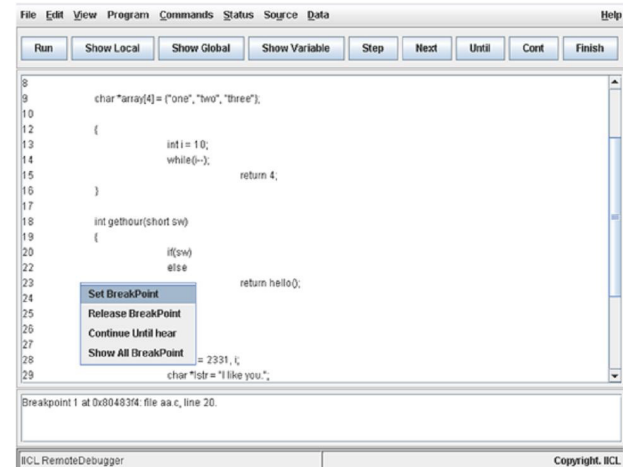 File Edit View Program Commands Status Source Data Help
Run Show Local Show Global Show Variable Step Next Until Cont Finish
8
9 char *array[4] = {"one", "two", "three"};
10
12 {
13 int i = 10;
14 while(i--);
15 return 4;
16 }
17
18 int gethour(short sw)
19 {
20 if(sw)
22 else
23 return hello();
24 Set BreakPoint
25 Release BreakPoint
26 Continue Until hear
27
28 Show All BreakPoint = 2331, i;
29 char *lstr = "I like you.";
Breakpoint 1 at 0x80483f4: file aa.c, line 20.
IICL RemoteDebugger Copyright. IICL